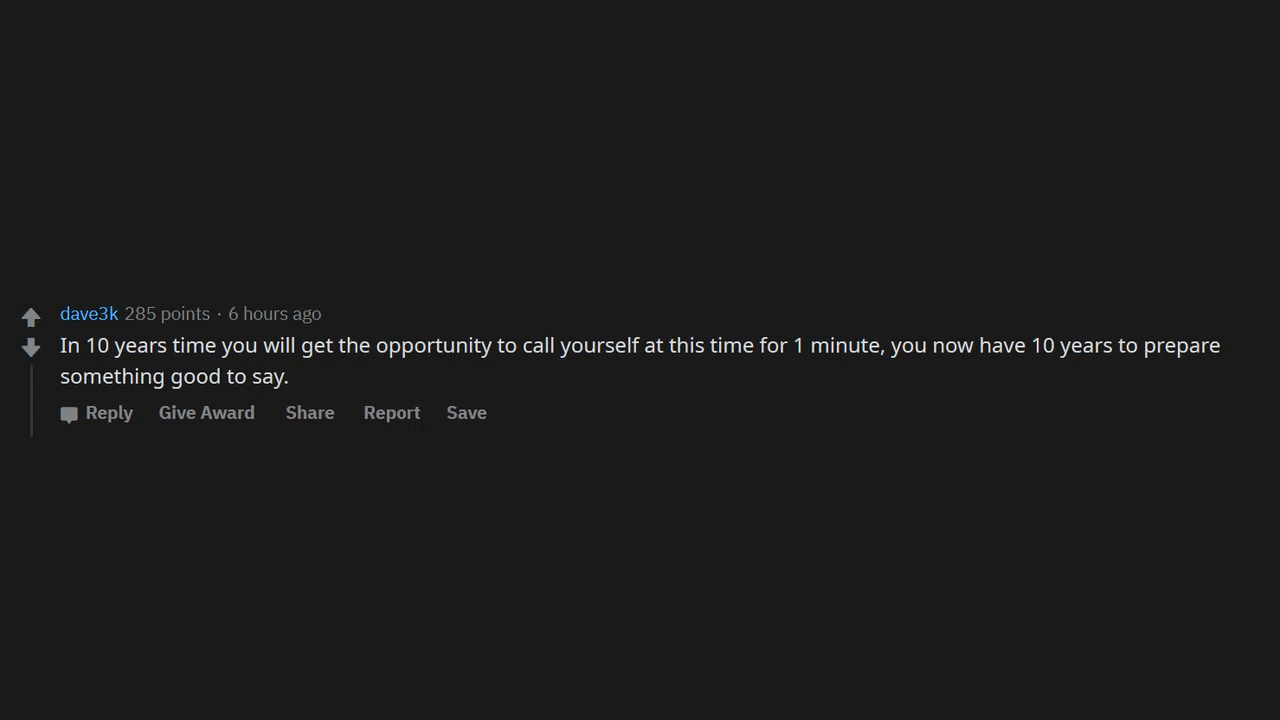 dave3k 285 points · 6 hours ago
In 10 years time you will get the opportunity to call yourself at this time for 1 minute, you now have 10 years to prepare
something good to say.
Reply Give Award Share Report Save